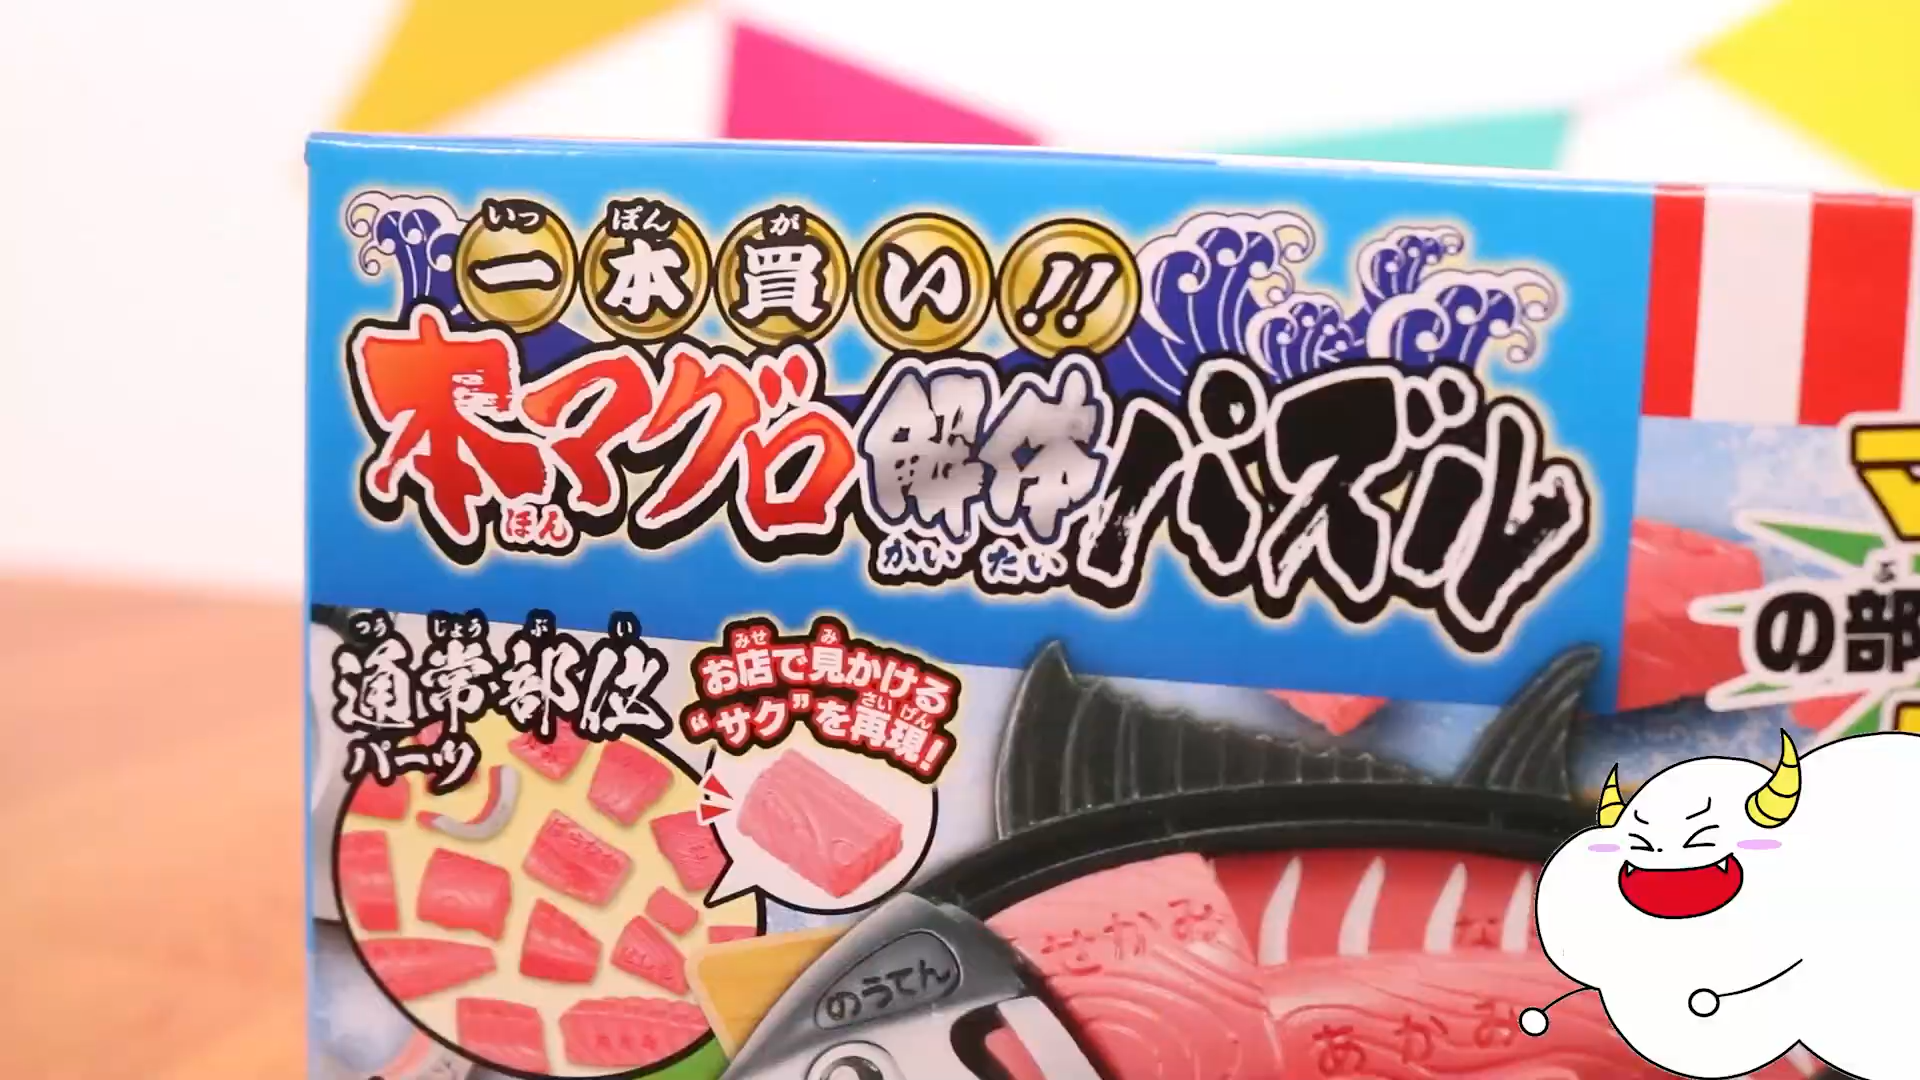 一本買い!!
本マグロ解体パズル
通常部位
パーツ
お店で見かける
“サク”を再現!
の部
のうてん
せかみ
あかみ